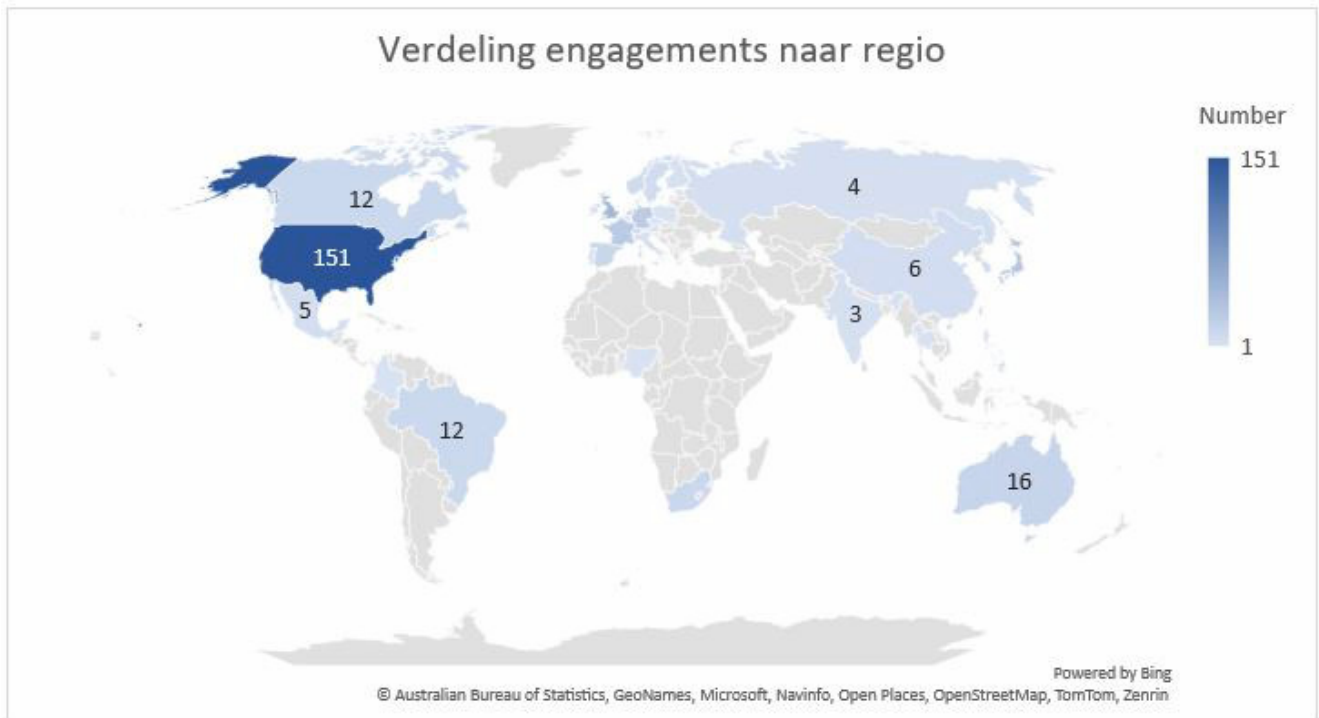 Verdeling engagements naar regio
Number
151
1
12
151
5
12
4
6
3
16
Powered by Bing
© Australian Bureau of Statistics, GeoNames, Microsoft, Navinfo, Open Places, OpenStreetMap, TomTom, Zenrin